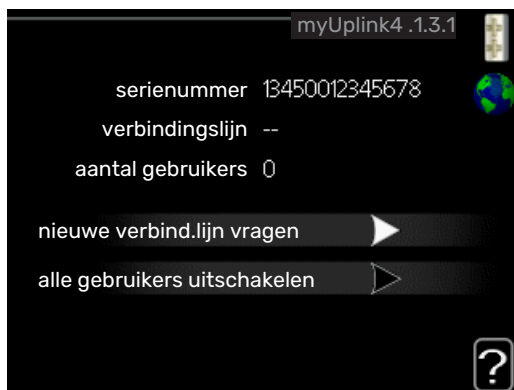 myUplink4 .1.3.1
serienummer 13450012345678
verbindingslijn --
aantal gebruikers 0
nieuwe verbind.lijn vragen
alle gebruikers uitschakelen
?